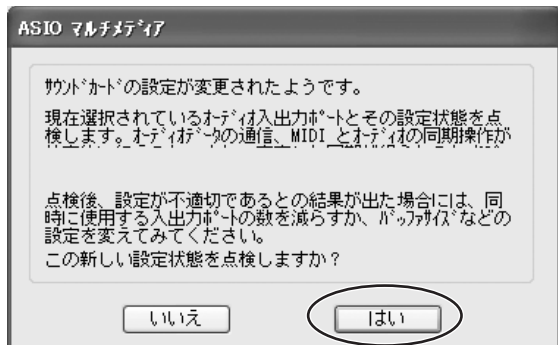 ASIO ﾏﾙﾁﾒﾃﾞｨｱ
ｻｳﾝﾄﾞｶｰﾄﾞの設定が変更されたようです。
現在選択されているｵｰﾃﾞｨｵ入出力ﾎﾟｰﾄとその設定状態を点
検します。ｵｰﾃﾞｨｵﾃﾞｰﾀの通信、MIDI とｵｰﾃﾞｨｵの同期操作が
点検後、設定が不適切であるとの結果が出た場合には、同
時に使用する入出力ﾎﾟｰﾄの数を減らすか、ﾊﾞｯﾌｧｻｲｽﾞなどの
設定を変えてみてください。
この新しい設定状態を点検しますか？
いいえ
はい